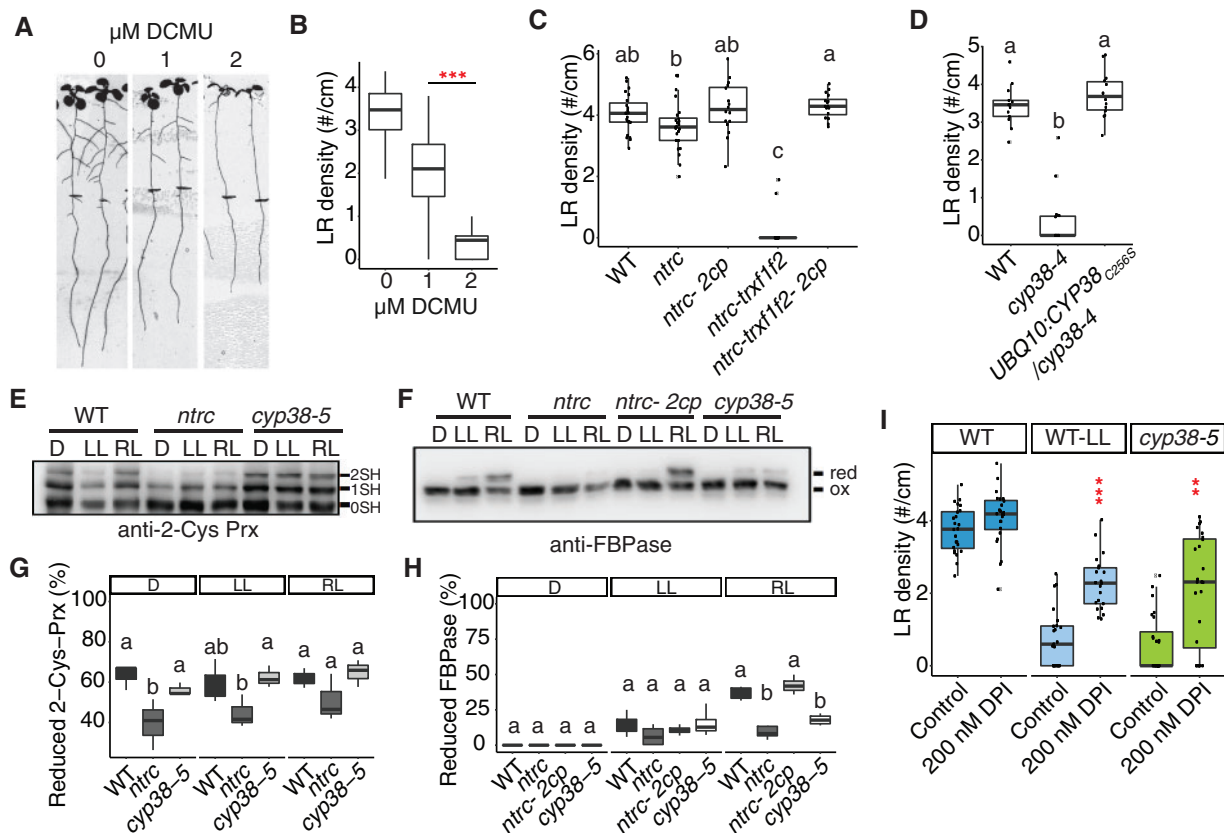 A
μM DCMU
0 1 2
B
LR density (#/cm)
4
3
2
1
0
***
0 1 2
μM DCMU
C
LR density (#/cm)
6
4
2
0
ab b ab c a
WT
ntrc
ntrc- 2cp
ntrc-trxf1f2
ntrc-trxf1f2- 2cp
D
LR density (#/cm)
5
4
3
2
1
0
a b a
WT
cyp38-4
UBQ10:CYP38C256S
/cyp38-4
E
WT ntrc cyp38-5
D LL RL D LL RL D LL RL
2SH
1SH
0SH
anti-2-Cys Prx
F
WT ntrc ntrc- 2cp cyp38-5
D LL RL D LL RL D LL RL D LL RL
red
ox
anti-FBPase
G
Reduced 2–Cys–Prx (%)
D LL RL
100
80
60
40
a b a ab b a a a a
WT ntrc cyp38–5 WT ntrc cyp38–5 WT ntrc cyp38–5
H
Reduced FBPase (%)
D LL RL
100
75
50
25
0
a a a a a a a a a b a b
WT ntrc ntrc- 2cp cyp38–5 WT ntrc ntrc- 2cp cyp38–5 WT ntrc ntrc- 2cp cyp38–5
I
WT WT-LL cyp38-5
LR density (#/cm)
4
2
0
*** **
Control 200 nM DPI Control 200 nM DPI Control 200 nM DPI